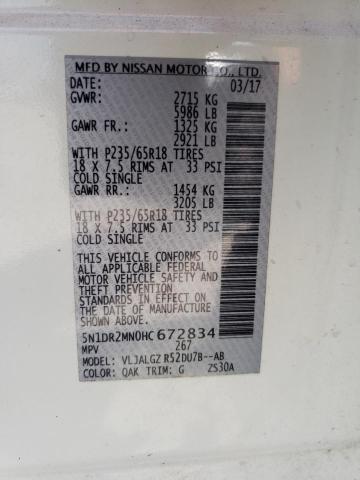 MFD BY NISSAN MOTOR CO., LTD.
DATE: 03/17
GVWR: 2715 KG
5986 LB
GAWR FR.: 1325 KG
2921 LB
WITH P235/65R18 TIRES
18 X 7.5 RIMS AT 33 PSI
COLD SINGLE
GAWR RR.: 1454 KG
3205 LB
WITH P235/65R18 TIRES
18 X 7.5 RIMS AT 33 PSI
COLD SINGLE
THIS VEHICLE CONFORMS TO
ALL APPLICABLE FEDERAL
MOTOR VEHICLE SAFETY AND
THEFT PREVENTION STANDARDS
IN EFFECT ON THE DATE OF
MANUFACTURE SHOWN ABOVE.
5N1DR2MN0HC672834
MPV 267
MODEL: VLJALGZ R52DU7B--AB
COLOR: QAK TRIM: G ZS30A